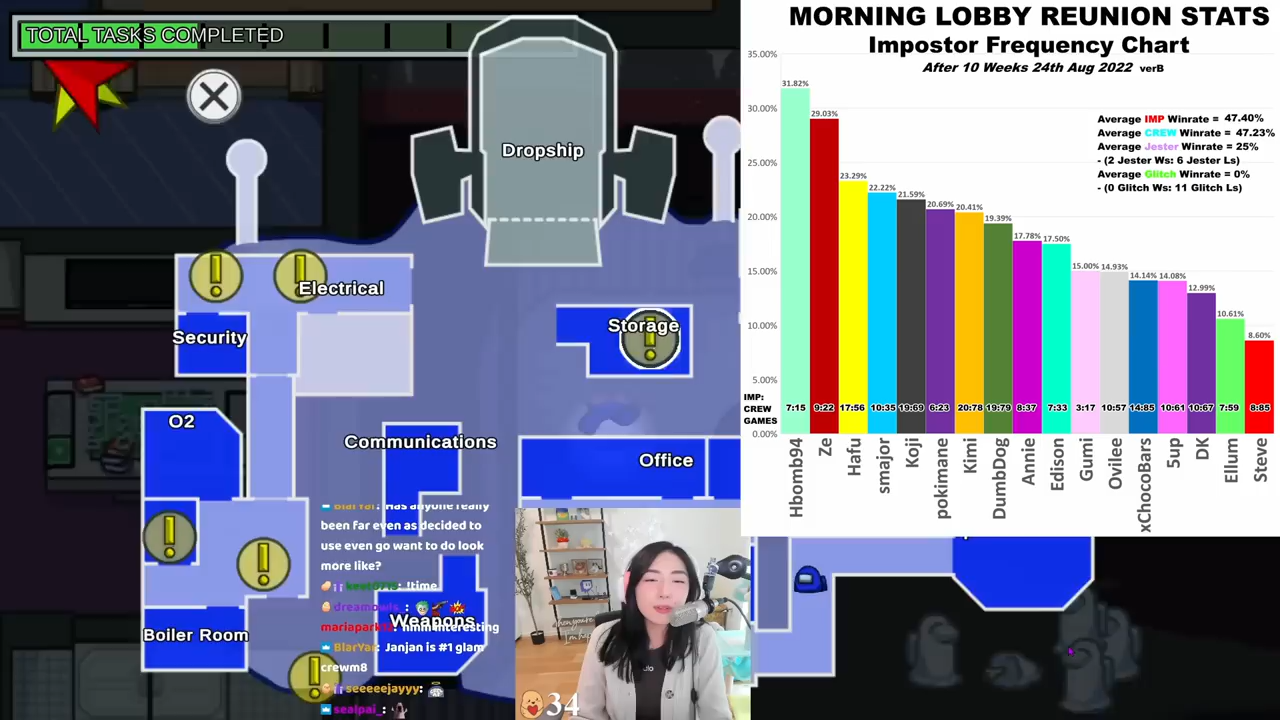 TOTAL TASKS COMPLETED
Dropship
Electrical
Storage
Security
O2
Communications
Office
Weapons
Boiler Room
BlarYar: Has anyone really
been far even as decided to
use even go want to do look
more like?
!time
dreamowls_:
BlarYar: Janjan is #1 glam
crewm8
seeeeejayyy:
sealpai_:
34
MORNING LOBBY REUNION STATS
Impostor Frequency Chart
After 10 Weeks 24th Aug 2022 verB
Average IMP Winrate = 47.40%
Average CREW Winrate = 47.23%
Average Jester Winrate = 25%
- (2 Jester Ws: 6 Jester Ls)
Average Glitch Winrate = 0%
- (0 Glitch Ws: 11 Glitch Ls)
35.00%
30.00%
25.00%
20.00%
15.00%
10.00%
5.00%
0.00%
31.82%
29.03%
23.29%
22.22%
21.59%
20.69%
20.41%
19.39%
17.78%
17.50%
15.00%
14.93%
14.14%
14.08%
12.99%
10.61%
8.60%
IMP:
CREW
GAMES
7:15
9:22
17:56
10:35
19:69
6:23
20:78
19:79
8:37
7:33
3:17
10:57
14:85
10:61
10:67
7:59
8:85
Hbomb94
Ze
Hafu
smajor
Koji
pokimane
Kimi
DumbDog
Annie
Edison
Gumi
Ovilee
xChocoBars
5up
DK
Ellum
Steve